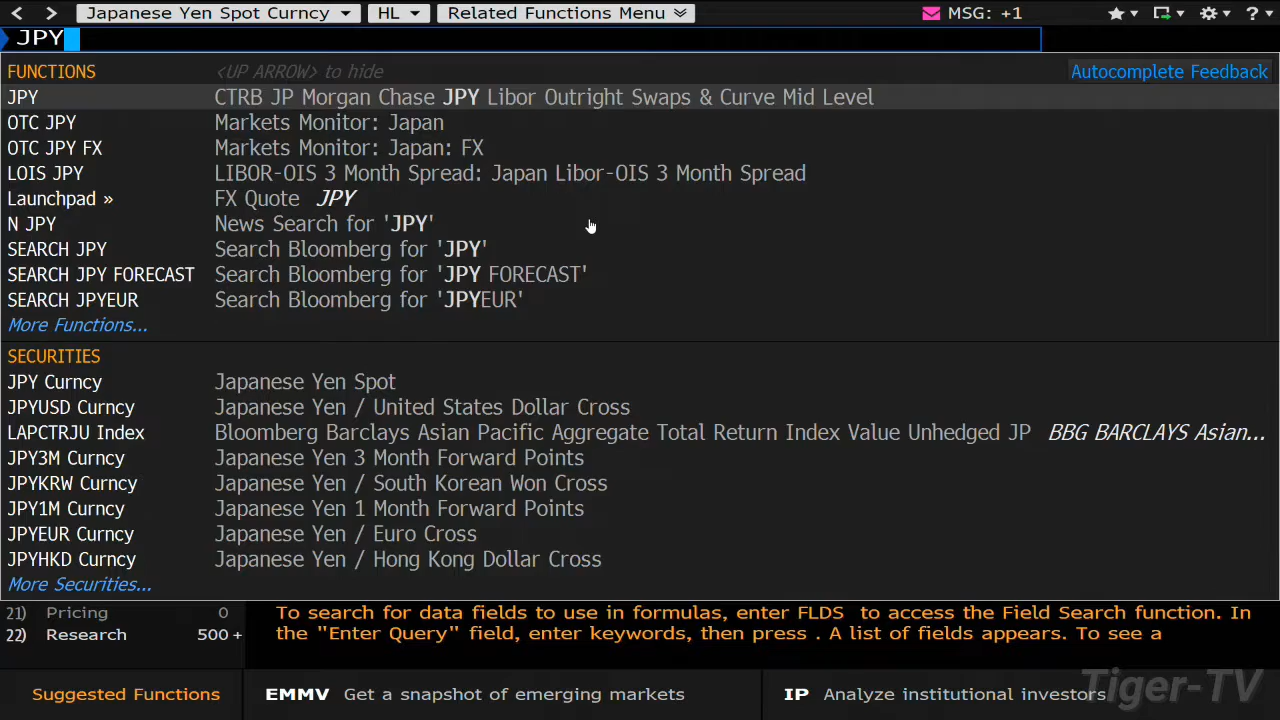 Japanese Yen Spot Curncy HL Related Functions Menu MSG: +1
JPY
FUNCTIONS <UP ARROW> to hide Autocomplete Feedback
JPY CTRB JP Morgan Chase JPY Libor Outright Swaps & Curve Mid Level
OTC JPY Markets Monitor: Japan
OTC JPY FX Markets Monitor: Japan: FX
LOIS JPY LIBOR-OIS 3 Month Spread: Japan Libor-OIS 3 Month Spread
Launchpad » FX Quote JPY
N JPY News Search for 'JPY'
SEARCH JPY Search Bloomberg for 'JPY'
SEARCH JPY FORECAST Search Bloomberg for 'JPY FORECAST'
SEARCH JPYEUR Search Bloomberg for 'JPYEUR'
More Functions...
SECURITIES
JPY Curncy Japanese Yen Spot
JPYUSD Curncy Japanese Yen / United States Dollar Cross
LAPCTRJU Index Bloomberg Barclays Asian Pacific Aggregate Total Return Index Value Unhedged JP BBG BARCLAYS Asian...
JPY3M Curncy Japanese Yen 3 Month Forward Points
JPYKRW Curncy Japanese Yen / South Korean Won Cross
JPY1M Curncy Japanese Yen 1 Month Forward Points
JPYEUR Curncy Japanese Yen / Euro Cross
JPYHKD Curncy Japanese Yen / Hong Kong Dollar Cross
More Securities...
21) Pricing 0 To search for data fields to use in formulas, enter FLDS to access the Field Search function. In
22) Research 500 + the "Enter Query" field, enter keywords, then press . A list of fields appears. To see a
Suggested Functions EMMV Get a snapshot of emerging markets IP Analyze institutional investors
Tiger-TV